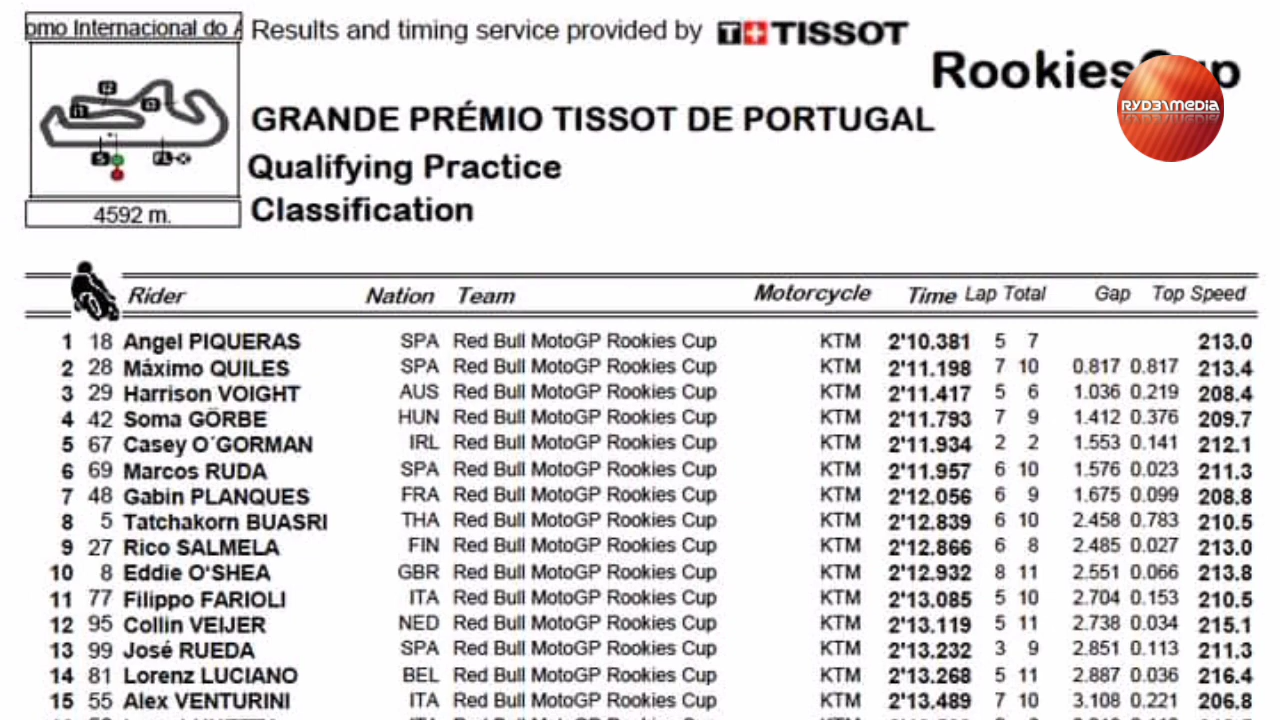 omo Internacional do A
Results and timing service provided by TISSOT
RookiesCup
RYD3NMEDIA
GRANDE PRÉMIO TISSOT DE PORTUGAL
Qualifying Practice
Classification
4592 m.
Rider Nation Team Motorcycle Time Lap Total Gap Top Speed
1 18 Angel PIQUERAS SPA Red Bull MotoGP Rookies Cup KTM 2'10.381 5 7 213.0
2 28 Máximo QUILES SPA Red Bull MotoGP Rookies Cup KTM 2'11.198 7 10 0.817 0.817 213.4
3 29 Harrison VOIGHT AUS Red Bull MotoGP Rookies Cup KTM 2'11.417 5 6 1.036 0.219 208.4
4 42 Soma GÖRBE HUN Red Bull MotoGP Rookies Cup KTM 2'11.793 7 9 1.412 0.376 209.7
5 67 Casey O´GORMAN IRL Red Bull MotoGP Rookies Cup KTM 2'11.934 2 2 1.553 0.141 212.1
6 69 Marcos RUDA SPA Red Bull MotoGP Rookies Cup KTM 2'11.957 6 10 1.576 0.023 211.3
7 48 Gabin PLANQUES FRA Red Bull MotoGP Rookies Cup KTM 2'12.056 6 9 1.675 0.099 208.8
8 5 Tatchakorn BUASRI THA Red Bull MotoGP Rookies Cup KTM 2'12.839 6 10 2.458 0.783 210.5
9 27 Rico SALMELA FIN Red Bull MotoGP Rookies Cup KTM 2'12.866 6 8 2.485 0.027 213.0
10 8 Eddie O‘SHEA GBR Red Bull MotoGP Rookies Cup KTM 2'12.932 8 11 2.551 0.066 213.8
11 77 Filippo FARIOLI ITA Red Bull MotoGP Rookies Cup KTM 2'13.085 5 10 2.704 0.153 210.5
12 95 Collin VEIJER NED Red Bull MotoGP Rookies Cup KTM 2'13.119 5 11 2.738 0.034 215.1
13 99 José RUEDA SPA Red Bull MotoGP Rookies Cup KTM 2'13.232 3 9 2.851 0.113 211.3
14 81 Lorenz LUCIANO BEL Red Bull MotoGP Rookies Cup KTM 2'13.268 5 11 2.887 0.036 216.4
15 55 Alex VENTURINI ITA Red Bull MotoGP Rookies Cup KTM 2'13.489 7 10 3.108 0.221 206.8